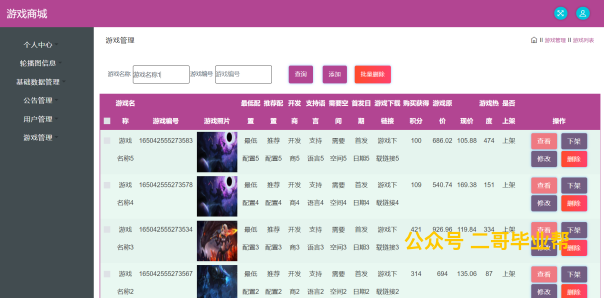 游戏商城
个人中心
轮播图信息
基础数据管理
公告管理
用户管理
游戏管理
游戏管理
游戏管理 游戏列表
游戏名称 游戏名称1 游戏编号 游戏编号 查询 添加 批量删除
游戏名称 游戏编号 游戏照片 最低配置 推荐配置 开发商 支持语言 需要空间 首发日期 游戏下载链接 购买获得积分 游戏原价 现价 游戏热度 是否上架 操作
游戏名称5 165042555273583 最低配置5 推荐配置5 开发商5 支持语言5 需要空间5 首发日期5 游戏下载链接5 100 686.02 105.88 474 上架 查看 下架 修改 删除
游戏名称4 165042555273578 最低配置4 推荐配置4 开发商4 支持语言4 需要空间4 首发日期4 游戏下载链接4 109 540.74 189.38 151 上架 查看 下架 修改 删除
游戏名称3 165042555273534 最低配置3 推荐配置3 开发商3 支持语言3 需要空间3 首发日期3 游戏下载链接3 421 926.96 119.84 334 上架 查看 下架 修改 删除
游戏名称2 165042555273567 最低配置2 推荐配置2 开发商2 支持语言2 需要空间2 首发日期2 游戏下载链接2 314 694 135.06 87 上架 查看 下架 修改 删除
公众号 二哥毕业帮